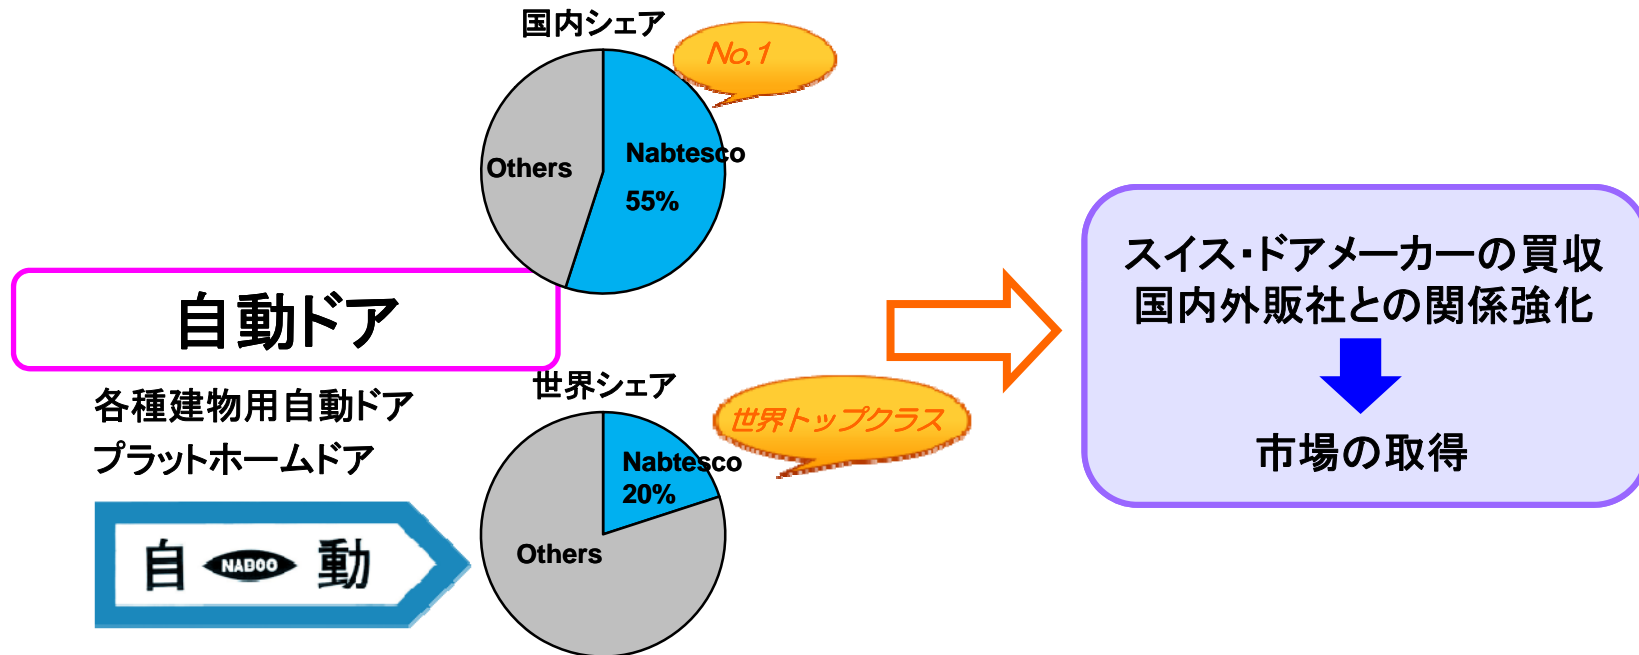 国内シェア
No.1
Others
Nabtesco
55%
自動ドア
各種建物用自動ドア
プラットホームドア
自 NABCO 動
世界シェア
世界トップクラス
Nabtesco
20%
Others
スイス・ドアメーカーの買収
国内外販社との関係強化
市場の取得